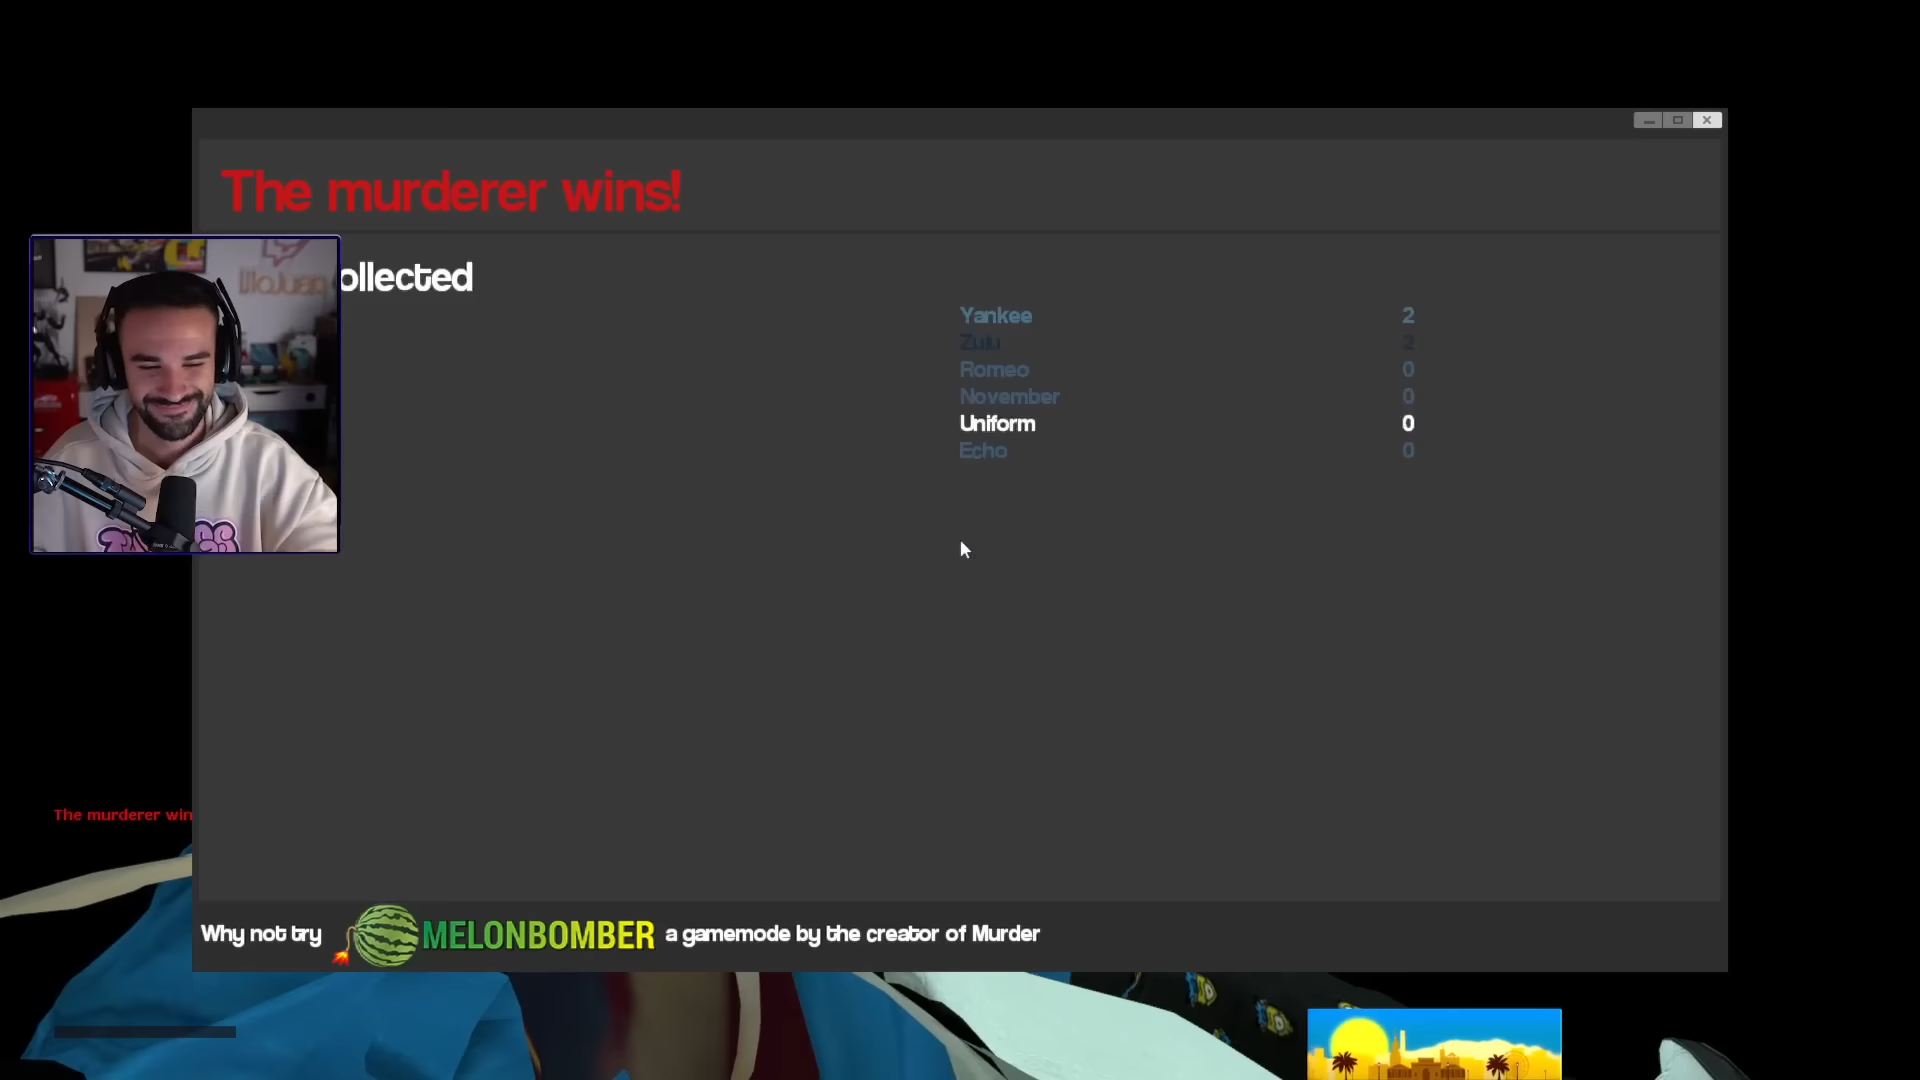 The murderer wins!
ollected
Yankee 2
Zulu 2
Romeo 0
November 0
Uniform 0
Echo 0
The murderer win
Why not try MELONBOMBER a gamemode by the creator of Murder